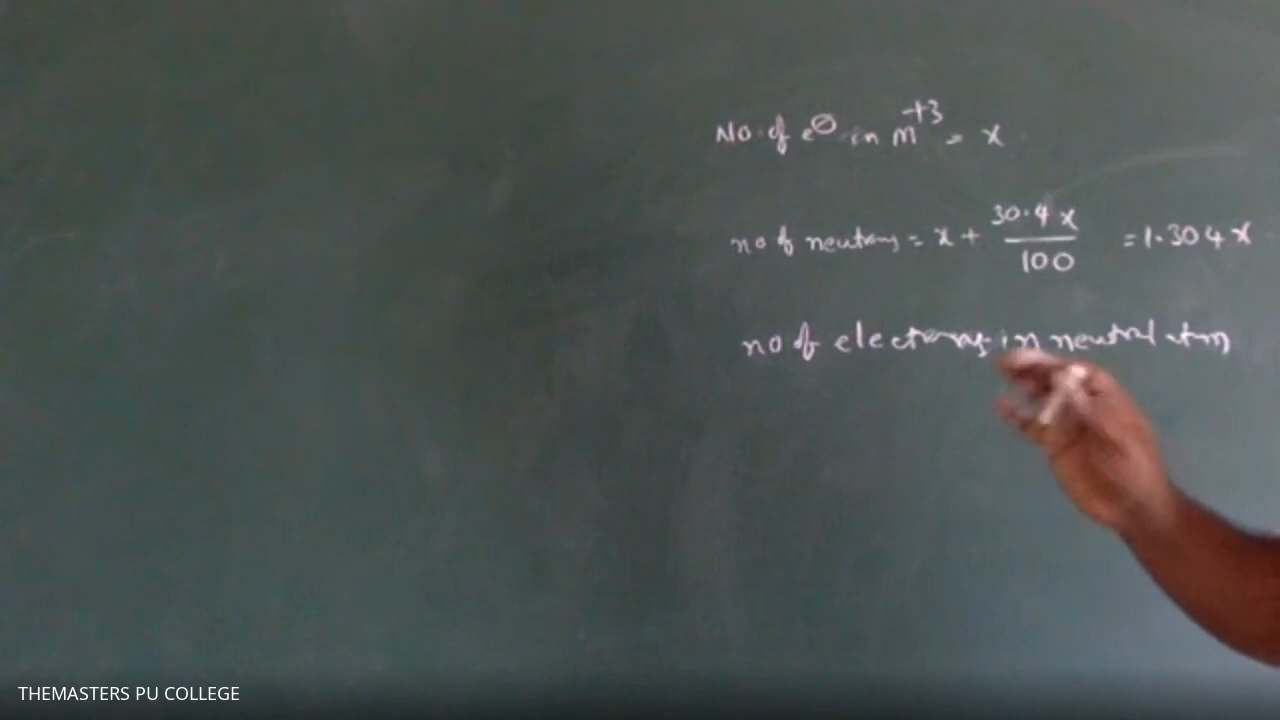 No. of e⊖ in m+3 = x
no of neutrons = x + 30.4 x / 100 = 1.304 x
no of electrons in neutral atom
THEMASTERS PU COLLEGE